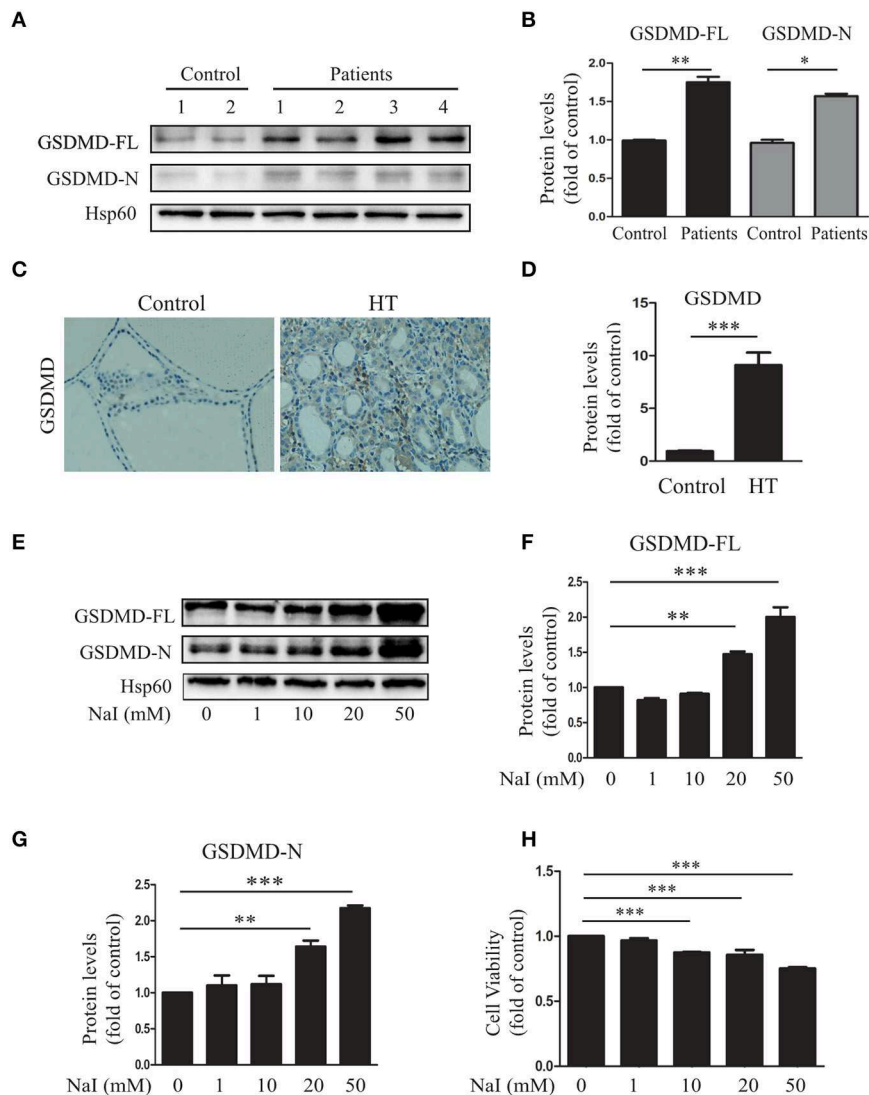 A
Control Patients
1 2 1 2 3 4
GSDMD-FL
GSDMD-N
Hsp60
B
GSDMD-FL GSDMD-N
** *
Protein levels
(fold of control)
2.0
1.5
1.0
0.5
0.0
Control Patients Control Patients
C
Control HT
GSDMD
D
GSDMD
***
Protein levels
(fold of control)
15
10
5
0
Control HT
E
GSDMD-FL
GSDMD-N
Hsp60
NaI (mM) 0 1 10 20 50
F
GSDMD-FL
***
**
Protein levels
(fold of control)
2.5
2.0
1.5
1.0
0.5
0.0
NaI (mM) 0 1 10 20 50
G
GSDMD-N
***
**
Protein levels
(fold of control)
2.5
2.0
1.5
1.0
0.5
0.0
NaI (mM) 0 1 10 20 50
H
***
***
***
Cell Viability
(fold of control)
1.5
1.0
0.5
0.0
NaI (mM) 0 1 10 20 50